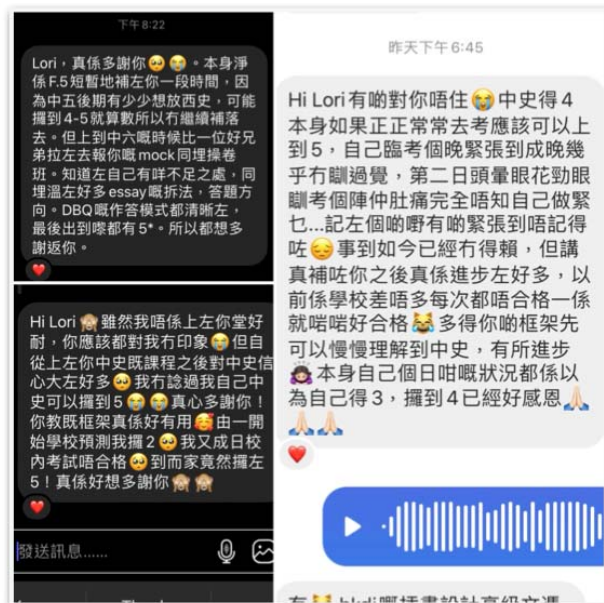 下午 8:22
Lori，真係多謝你🥺😭。本身淨
係F.5短暫地補左你一段時間，因
為中五後期有少少想放西史，可能
攞到4-5就算數所以冇繼續補落
去。但上到中六嘅時候比一位好兄
弟拉左去報你嘅mock同埋操卷
班。知道左自己有咩不足之處，同
埋溫左好多essay嘅拆法，答題方
向。DBQ嘅作答模式都清晰左，
最後出到嚟都有5*。所以都想多
謝返你。
Hi Lori🙈雖然我唔係上左你堂好
耐，你應該都對我冇印象😭但自
從上左你中史既課程之後對中史信
心大左好多🥺我冇諗過我自己中
史可以攞到5😭😭真心多謝你！
你教既框架真係好有用🥰由一開
始學校預測我攞2🥺我又成日校
內考試唔合格🥺到而家竟然攞左
5！真係好想多謝你🙈🙈
發送訊息......
昨天下午6:45
Hi Lori有啲對你唔住😭中史得4
本身如果正正常常去考應該可以上
到5，自己臨考個晚緊張到成晚幾
乎冇瞓過覺，第二日頭暈眼花勁眼
瞓考個陣仲肚痛完全唔知自己做緊
乜...記左個啲嘢有啲緊張到唔記得
咗😔事到如今已經冇得賴，但講
真補咗你之後真係進步左好多，以
前係學校差唔多每次都唔合格一係
就啱啱好合格😹多得你啲框架先
可以慢慢理解到中史，有所進步
🙇🏻‍♀️本身自己個日咁嘅狀況都係以
為自己得3，攞到4已經好感恩🙏🏻
🙏🏻🙏🏻